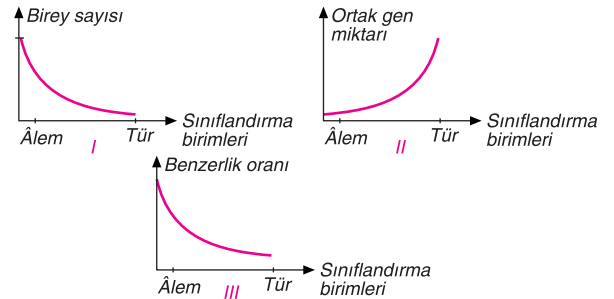 Birey sayısı
Âlem
Tür
Sınıflandırma
birimleri
I
Ortak gen
miktarı
Âlem
Tür
Sınıflandırma
birimleri
II
Benzerlik oranı
Âlem
Tür
Sınıflandırma
birimleri
III